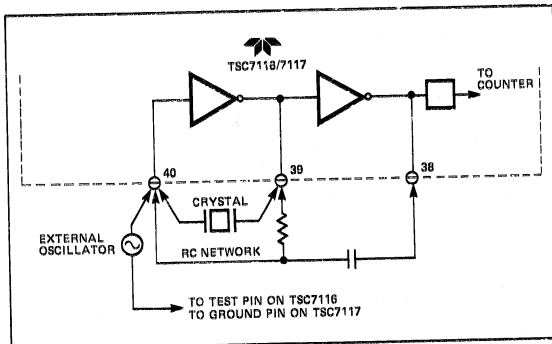 TSC7116/7117
TO
COUNTER
40
39
38
CRYSTAL
EXTERNAL
OSCILLATOR
RC NETWORK
TO TEST PIN ON TSC7116
TO GROUND PIN ON TSC7117